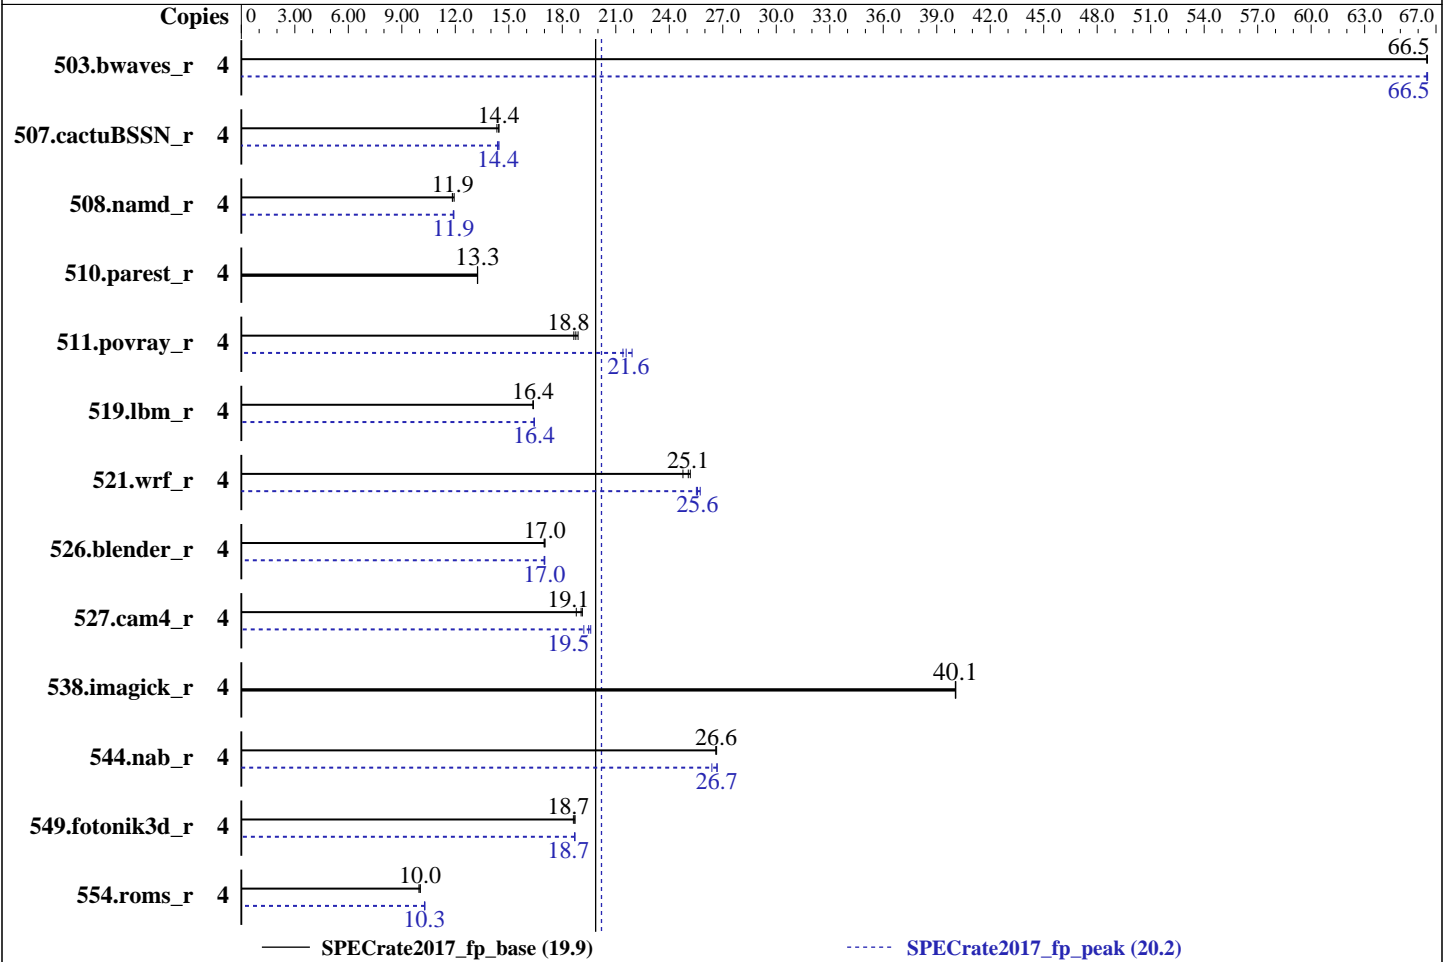 Copies 0 3.00 6.00 9.00 12.0 15.0 18.0 21.0 24.0 27.0 30.0 33.0 36.0 39.0 42.0 45.0 48.0 51.0 54.0 57.0 60.0 63.0 67.0
66.5
503.bwaves_r 4
66.5
14.4
507.cactuBSSN_r 4
14.4
11.9
508.namd_r 4
11.9
13.3
510.parest_r 4
18.8
511.povray_r 4
21.6
16.4
519.lbm_r 4
16.4
25.1
521.wrf_r 4
25.6
17.0
526.blender_r 4
17.0
19.1
527.cam4_r 4
19.5
40.1
538.imagick_r 4
26.6
544.nab_r 4
26.7
18.7
549.fotonik3d_r 4
18.7
10.0
554.roms_r 4
10.3
SPECrate2017_fp_base (19.9) SPECrate2017_fp_peak (20.2)